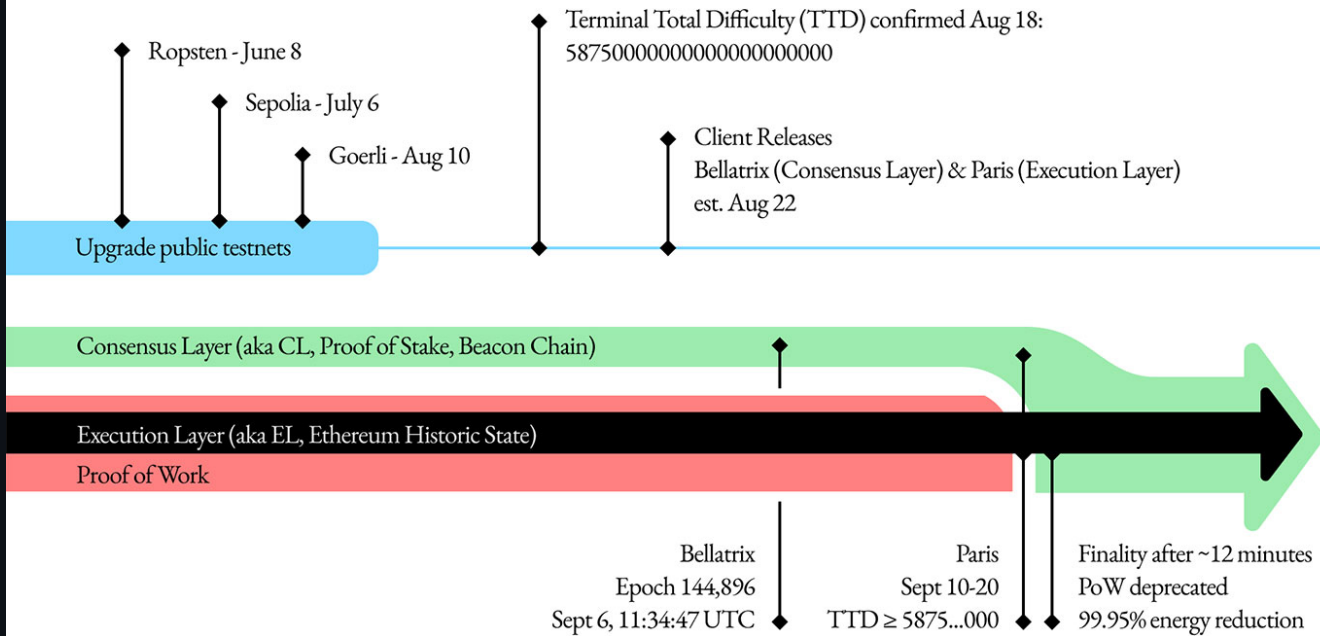 Ropsten - June 8
Sepolia - July 6
Goerli - Aug 10
Terminal Total Difficulty (TTD) confirmed Aug 18:
58750000000000000000000
Client Releases
Bellatrix (Consensus Layer) & Paris (Execution Layer)
est. Aug 22
Upgrade public testnets
Consensus Layer (aka CL, Proof of Stake, Beacon Chain)
Execution Layer (aka EL, Ethereum Historic State)
Proof of Work
Bellatrix
Epoch 144,896
Sept 6, 11:34:47 UTC
Paris
Sept 10-20
TTD ≥ 5875...000
Finality after ~12 minutes
PoW deprecated
99.95% energy reduction